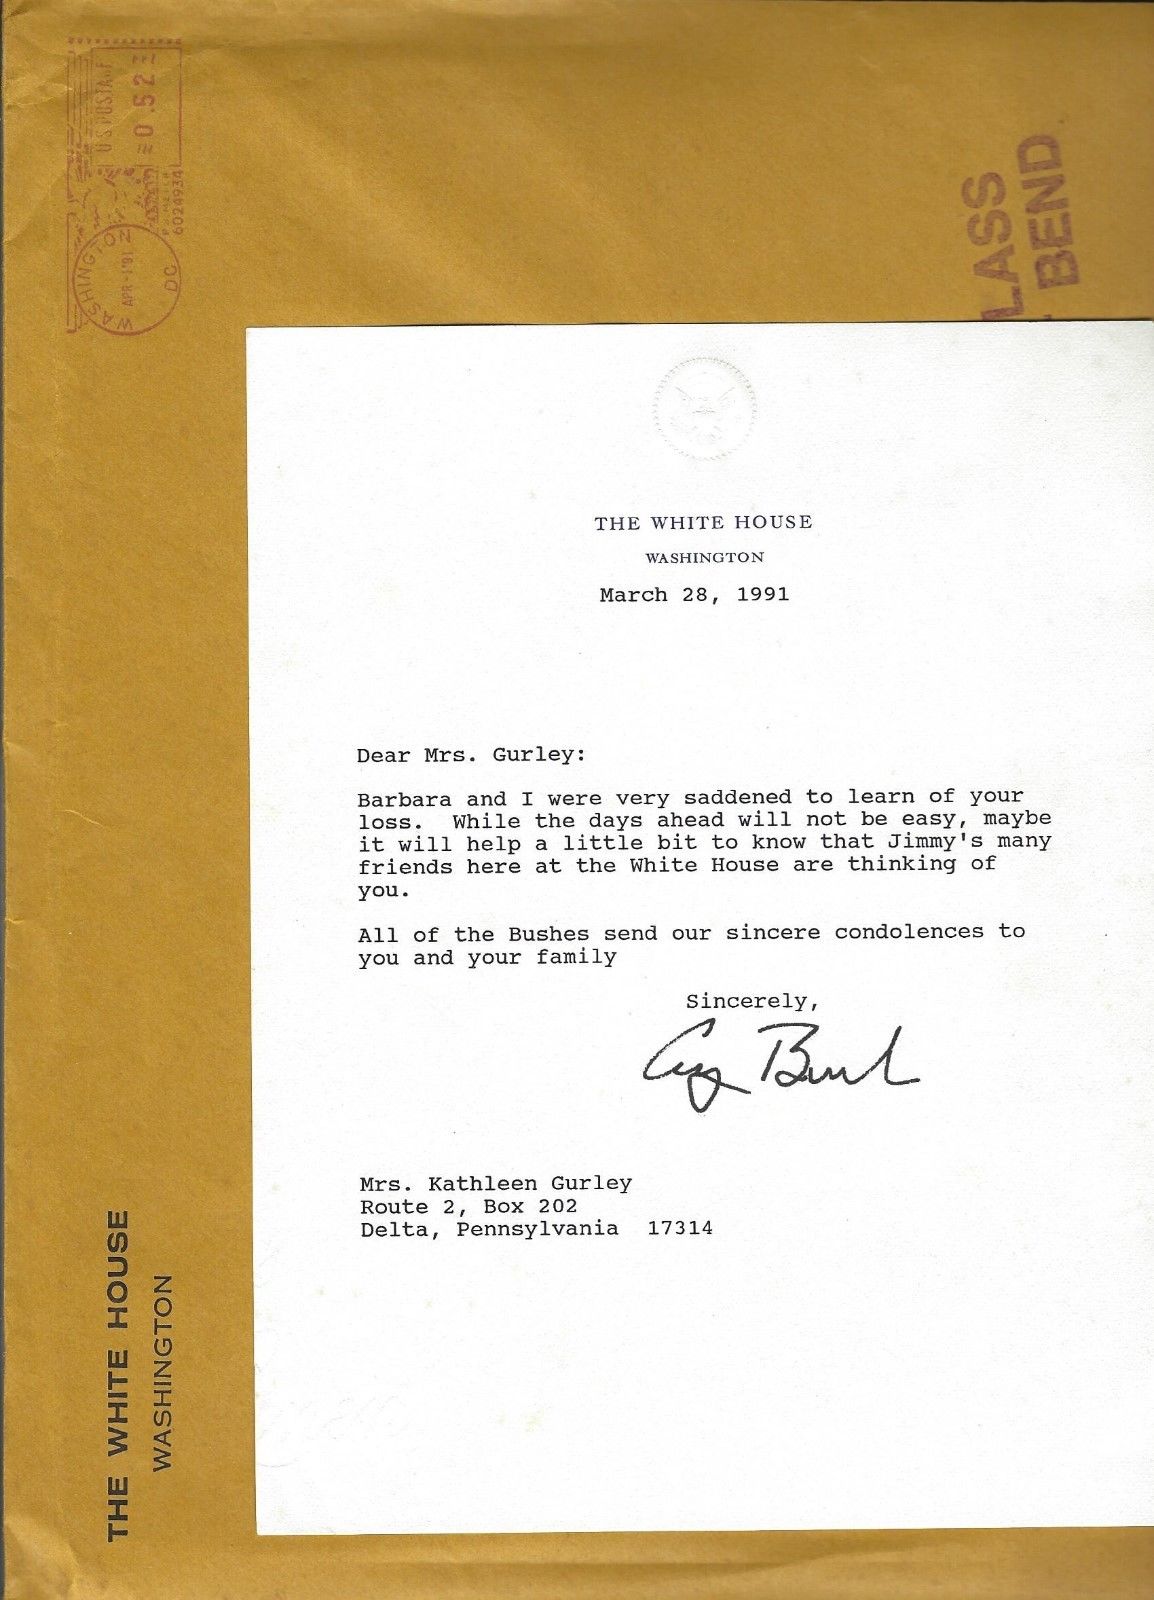 U.S.POSTAGE
0.52
P.B. METER
6024934
WASHINGTON
APR-1'91
DC
LASS
BEND
THE WHITE HOUSE
WASHINGTON
March 28, 1991
Dear Mrs. Gurley:
Barbara and I were very saddened to learn of your
loss.  While the days ahead will not be easy, maybe
it will help a little bit to know that Jimmy's many
friends here at the White House are thinking of
you.
All of the Bushes send our sincere condolences to
you and your family
Sincerely,
Mrs. Kathleen Gurley
Route 2, Box 202
Delta, Pennsylvania  17314
THE WHITE HOUSE
WASHINGTON